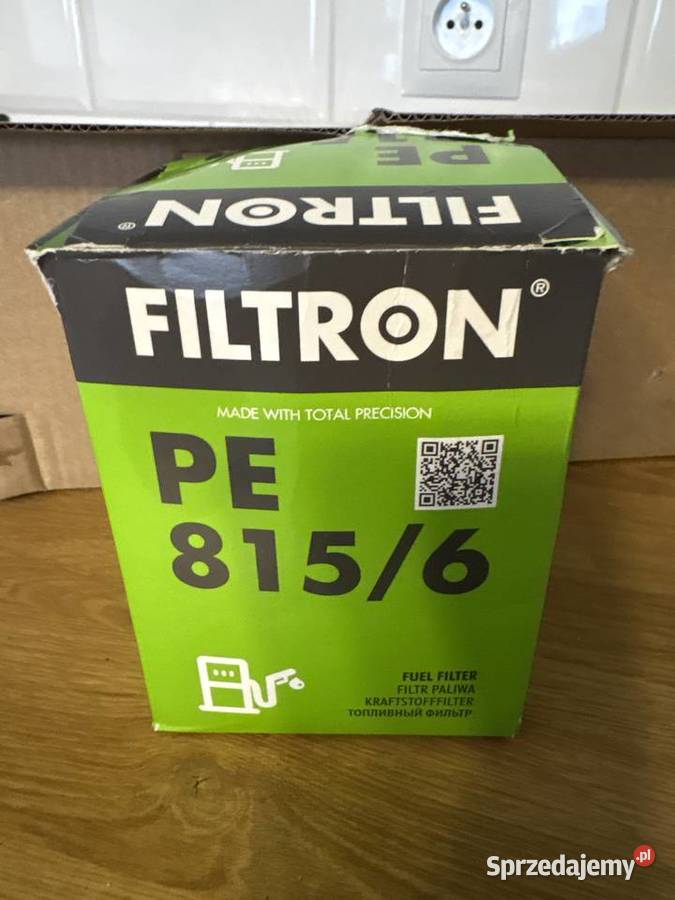 PE
FILTRON®
FILTRON®
MADE WITH TOTAL PRECISION
PE
815/6
FUEL FILTER
FILTR PALIWA
KRAFTSTOFFFILTER
ТОПЛИВНЫЙ ФИЛЬТР
Sprzedajemy.pl